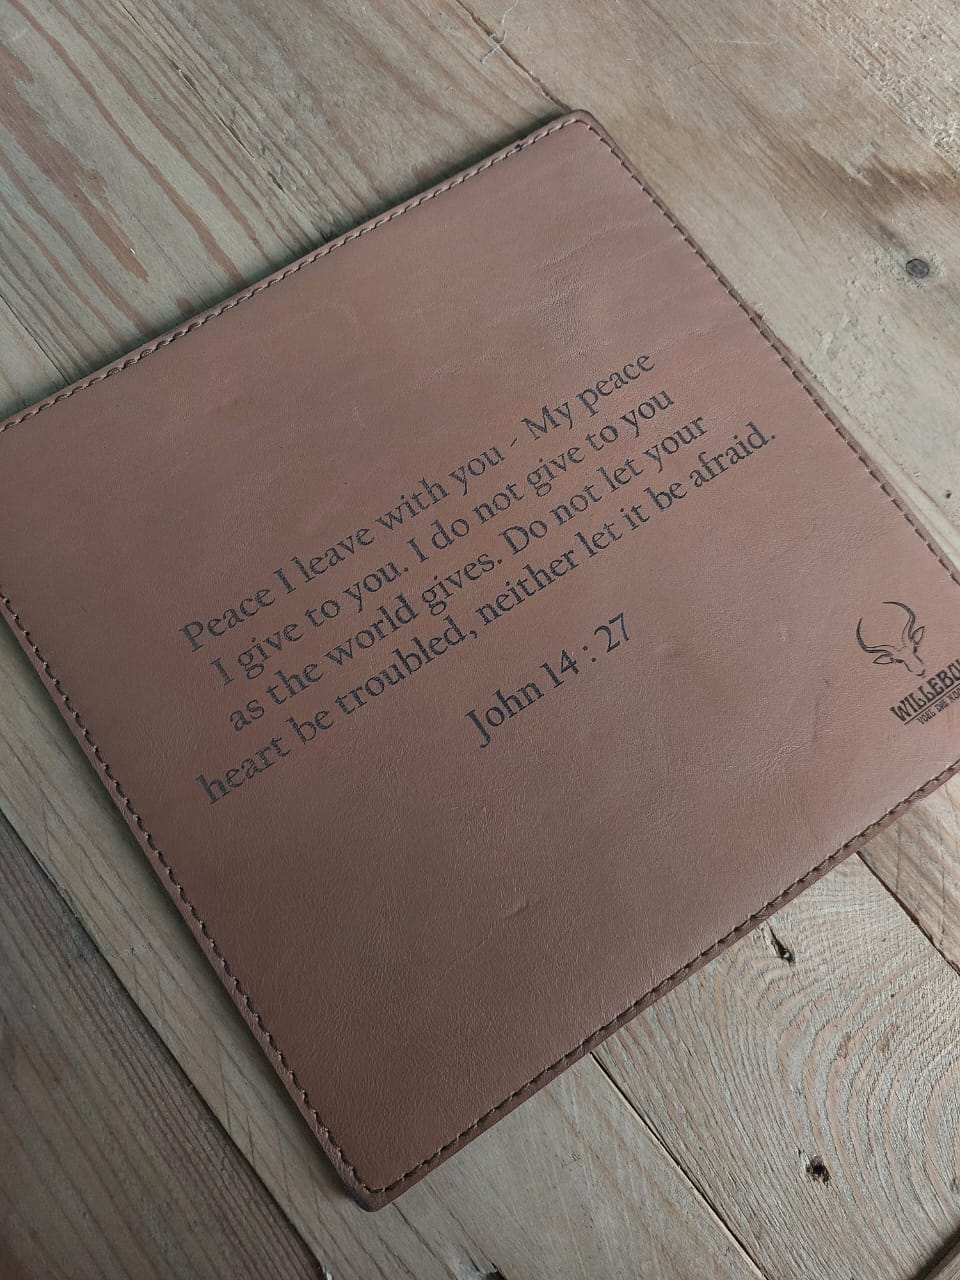 Peace I leave with you - My peace
I give to you. I do not give to you
as the world gives. Do not let your
heart be troubled, neither let it be afraid.
John 14 : 27